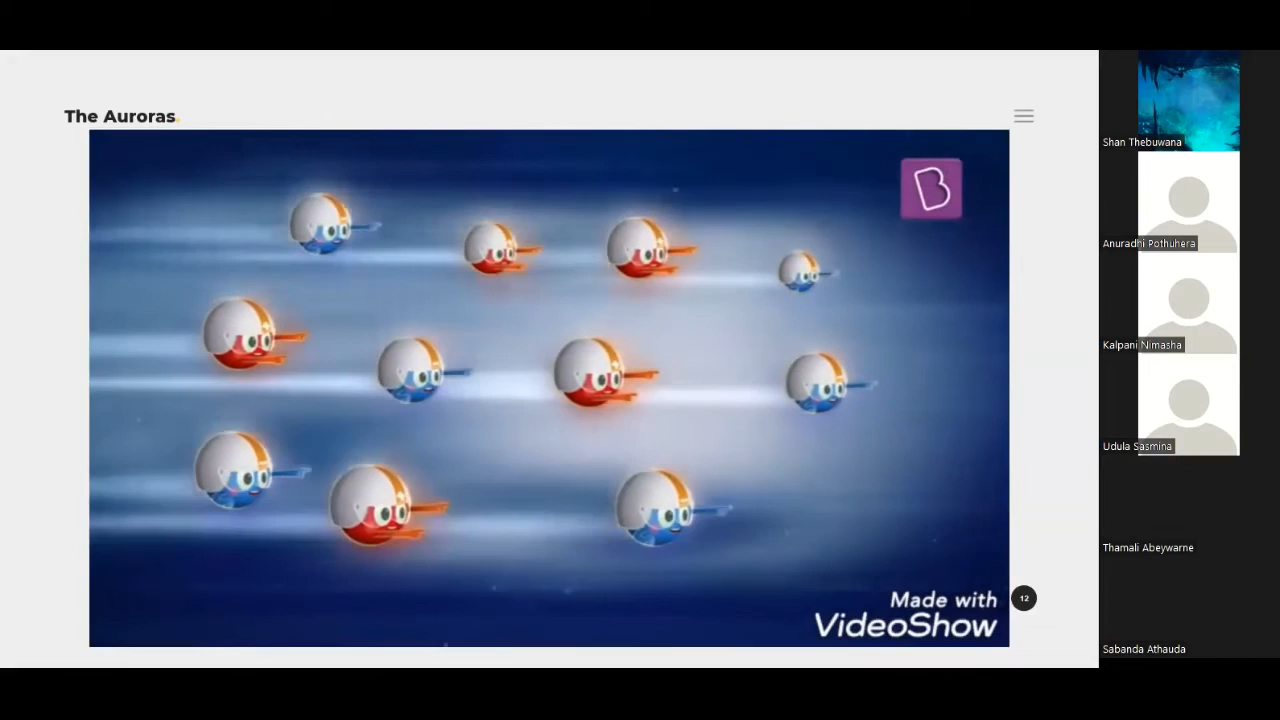 The Auroras.
B
Made with
VideoShow
12
Shan Thebuwana
Anuradhi Pothuhera
Kalpani Nimasha
Udula Sasmina
Thamali Abeywarne
Sabanda Athauda